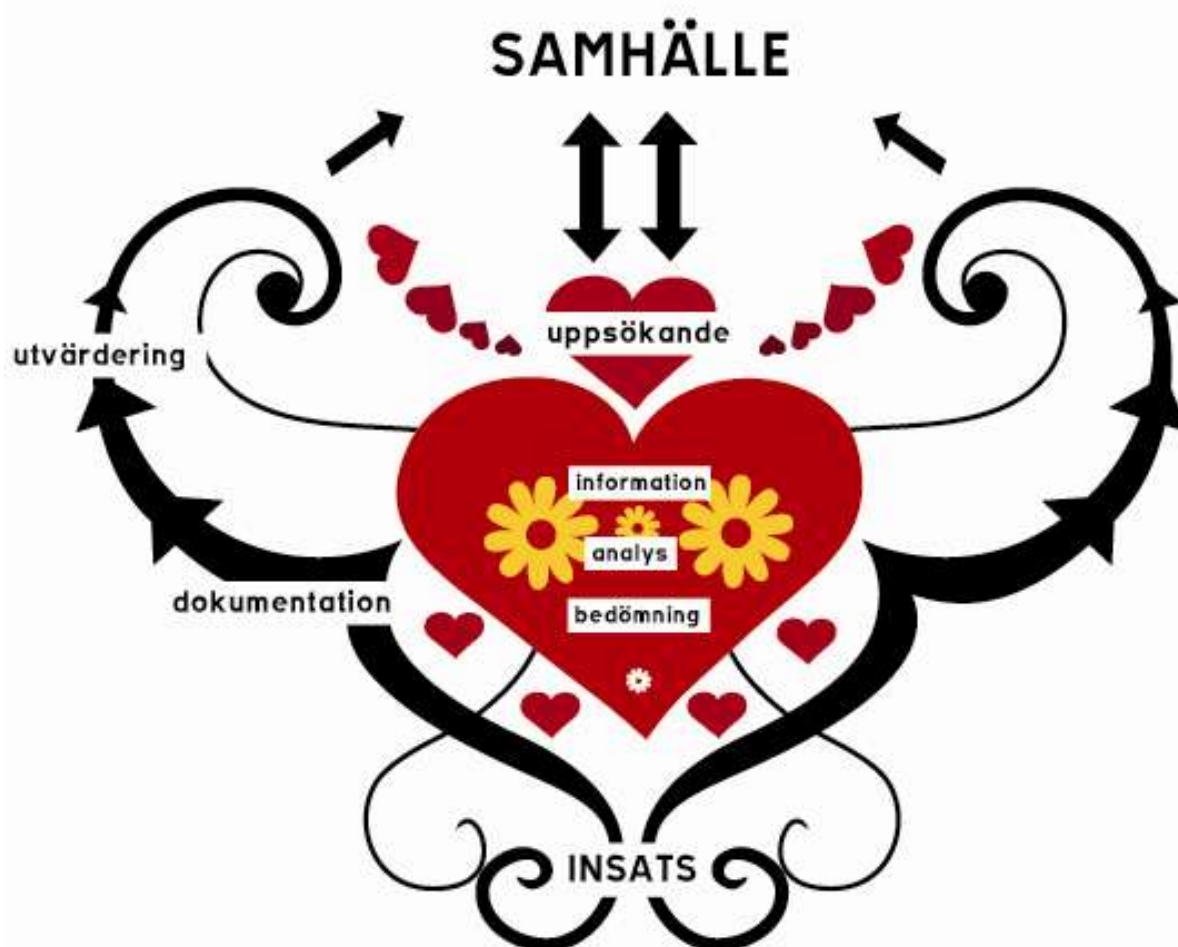 SAMHÄLLE
uppsökande
utvärdering
information
analys
dokumentation
bedömning
INSATS